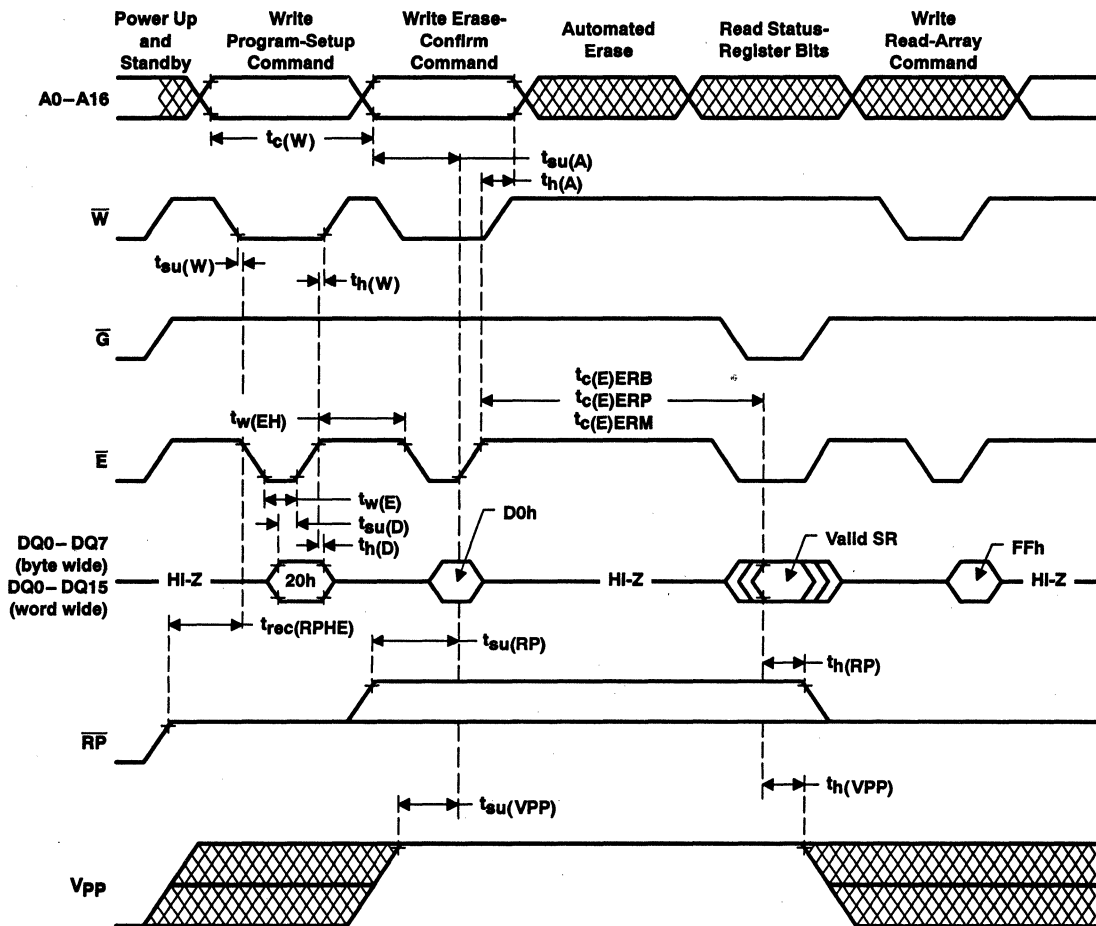 Power Up
and
Standby
Write
Program-Setup
Command
Write Erase-
Confirm
Command
Automated
Erase
Read Status-
Register Bits
Write
Read-Array
Command
A0–A16
tc(W)
tsu(A)
th(A)
W
tsu(W)
th(W)
G
tc(E)ERB
tc(E)ERP
tc(E)ERM
tw(EH)
E
tw(E)
tsu(D)
th(D)
D0h
Valid SR
FFh
DQ0–DQ7
(byte wide)
DQ0–DQ15
(word wide)
HI-Z
20h
HI-Z
HI-Z
trec(RPHE)
tsu(RP)
th(RP)
RP
tsu(VPP)
th(VPP)
VPP